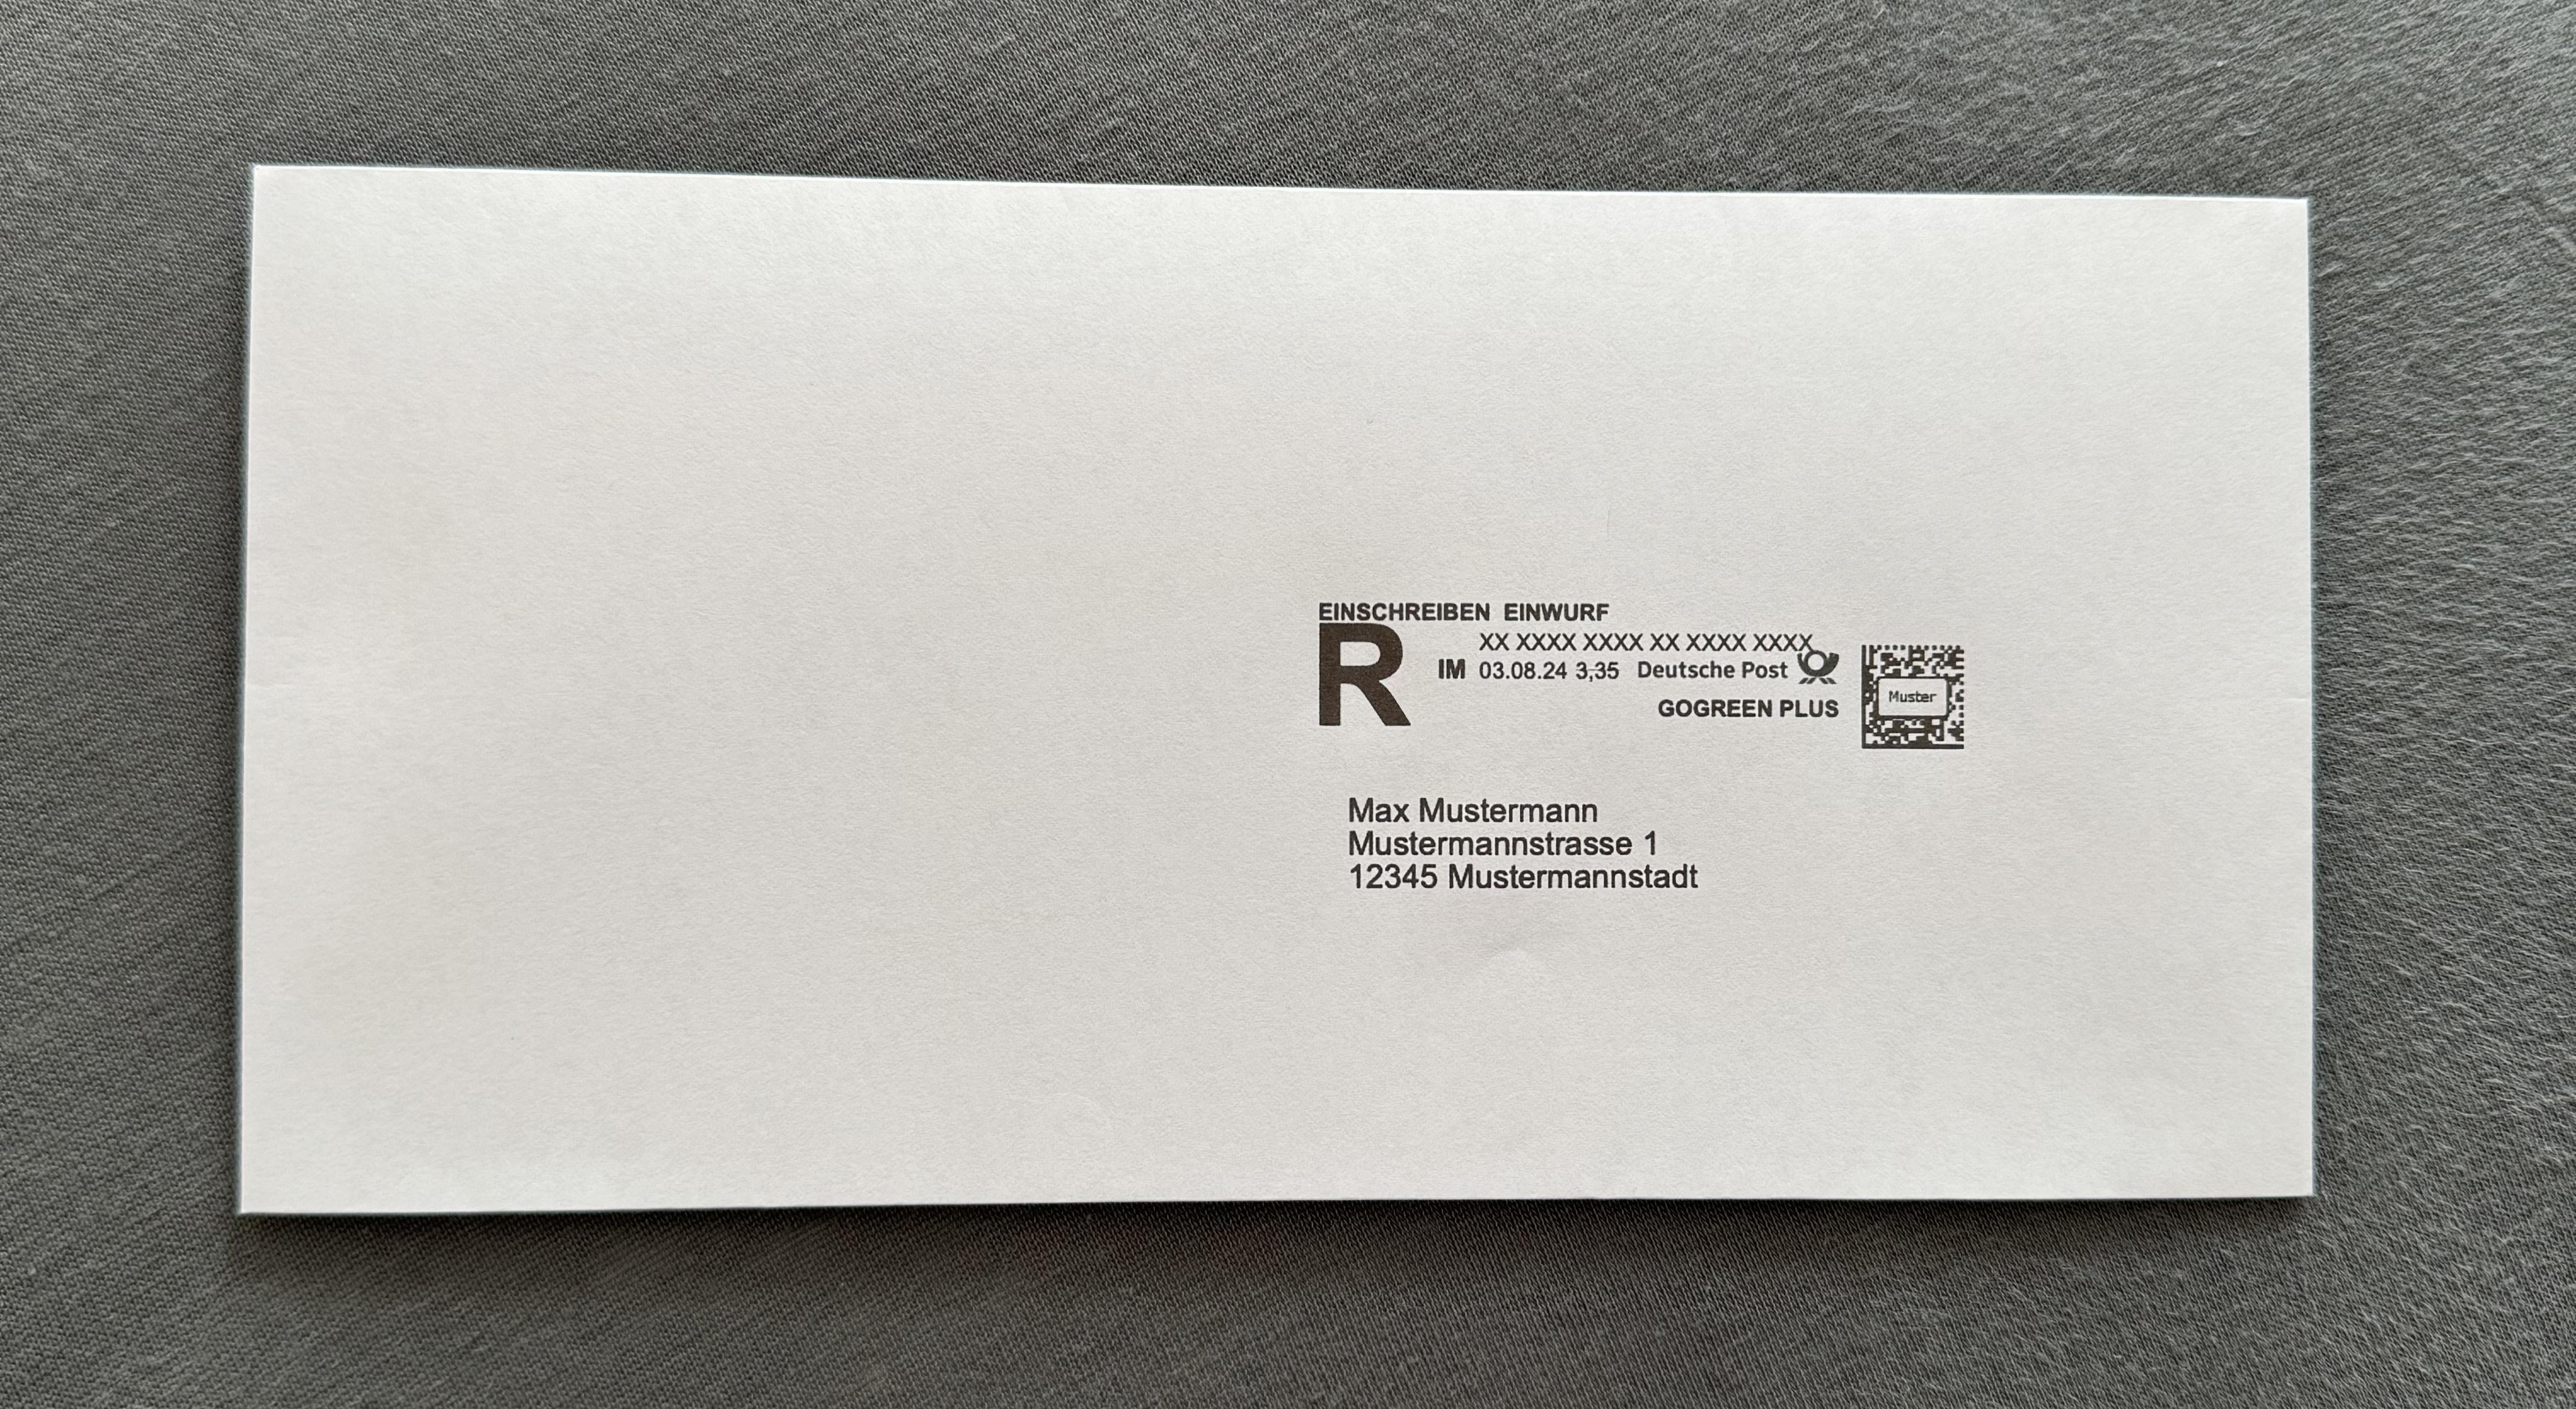 EINSCHREIBEN EINWURF
R
XX XXXX XXXX XX XXXX XXXX
IM 03.08.24 3,35 Deutsche Post
GOGREEN PLUS
Muster
Max Mustermann
Mustermannstrasse 1
12345 Mustermannstadt